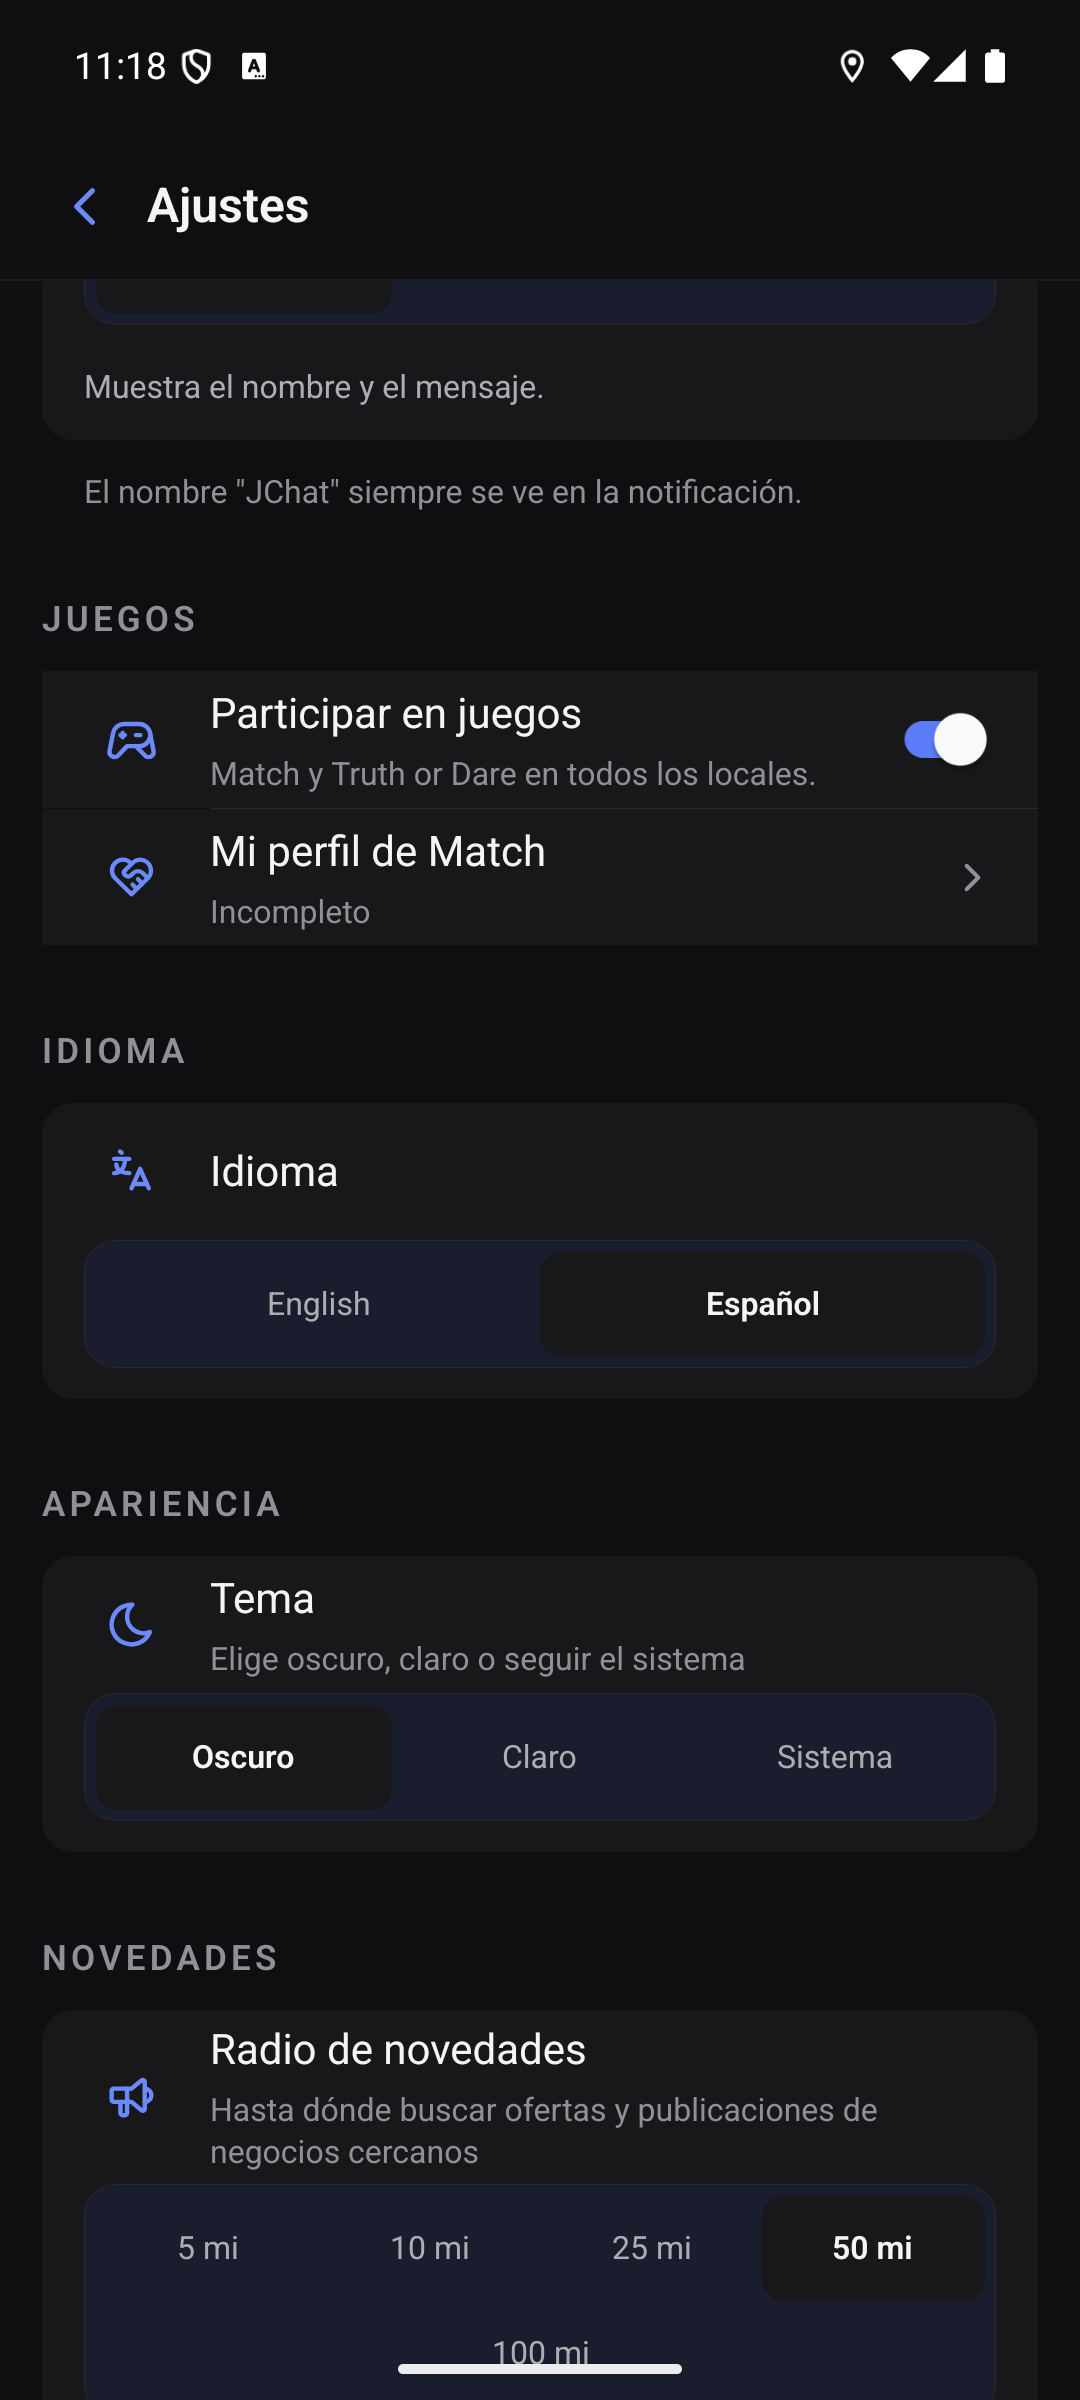 11:18
Ajustes
Muestra el nombre y el mensaje.
El nombre "JChat" siempre se ve en la notificación.
JUEGOS
Participar en juegos
Match y Truth or Dare en todos los locales.
Mi perfil de Match
Incompleto
IDIOMA
Idioma
English Español
APARIENCIA
Tema
Elige oscuro, claro o seguir el sistema
Oscuro Claro Sistema
NOVEDADES
Radio de novedades
Hasta dónde buscar ofertas y publicaciones de
negocios cercanos
5 mi 10 mi 25 mi 50 mi
100 mi